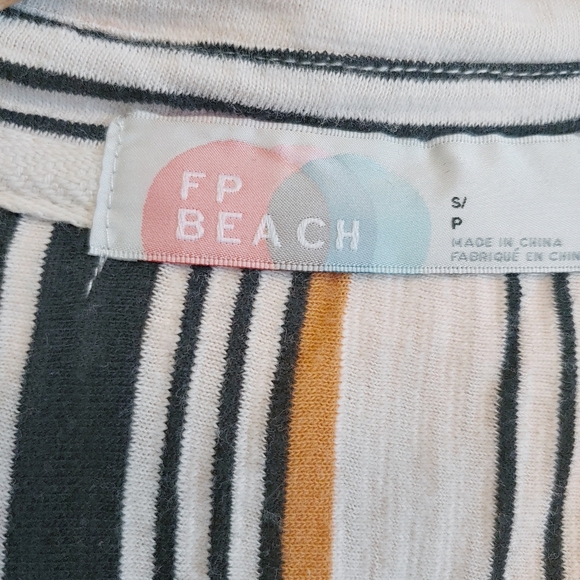 FP
BEACH
S/
P
MADE IN CHINA
FABRIQUÉ EN CHIN